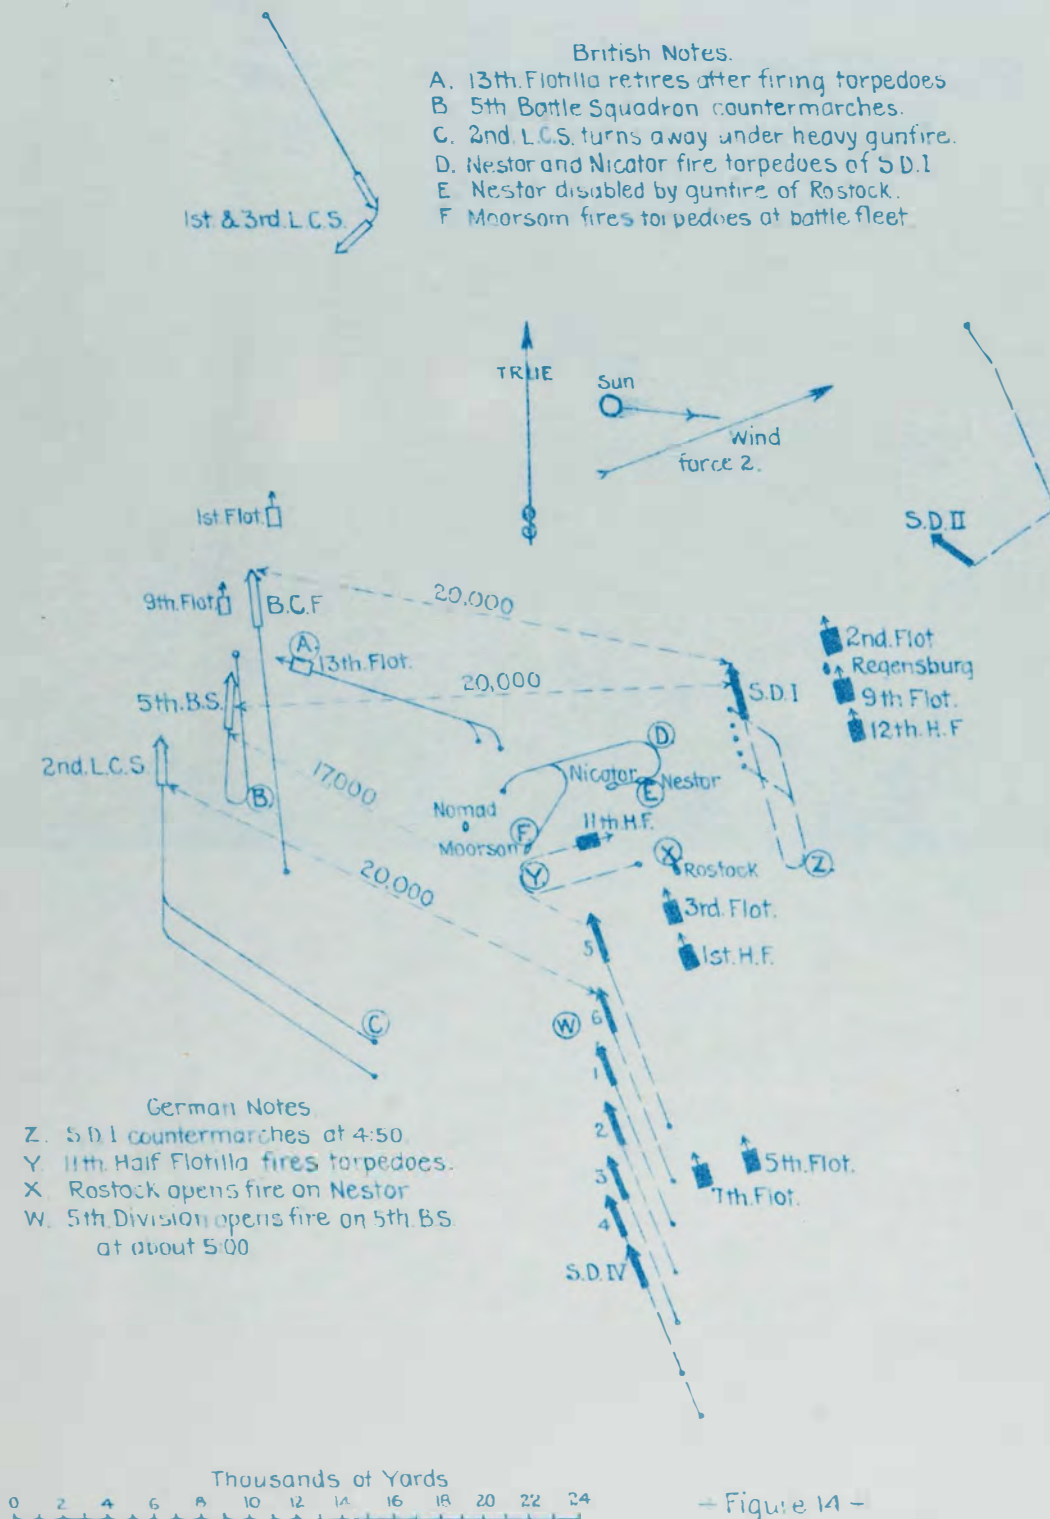 British Notes.
A. 13th. Flotilla retires after firing torpedoes
B 5th Battle Squadron countermarches.
C. 2nd. L.C.S. turns away under heavy gunfire.
D. Nestor and Nicator fire torpedoes of S.D.I
E Nestor disabled by gunfire of Rostock.
F Moorsom fires torpedoes at battle fleet
1st. & 3rd. L.C.S.
TRUE
Sun
Wind
force 2.
S.D.II
1st. Flot.
9th. Flot.
B.C.F
20,000
A.
13th. Flot.
2nd. Flot
Regensburg
9th Flot.
12th. H.F
5th. B.S.
20,000
S.D.I
2nd. L.C.S
17,000
B.
D.
Nicator
Nestor
E
Nomad
F.
11th. H.F.
Moorsom
20,000
Y.
X
Rostock
Z.
3rd. Flot.
5
1st. H.F.
W
6
C
1
2
3
4
5th. Flot.
7th. Flot.
S.D. IV
German Notes
Z. S.D.I countermarches at 4:50
Y. 11th. Half Flotilla fires torpedoes.
X Rostock opens fire on Nestor
W. 5th. Division opens fire on 5th. B.S.
at about 5:00
Thousands of Yards
0 2 4 6 8 10 12 14 16 18 20 22 24
- Figure 14 -